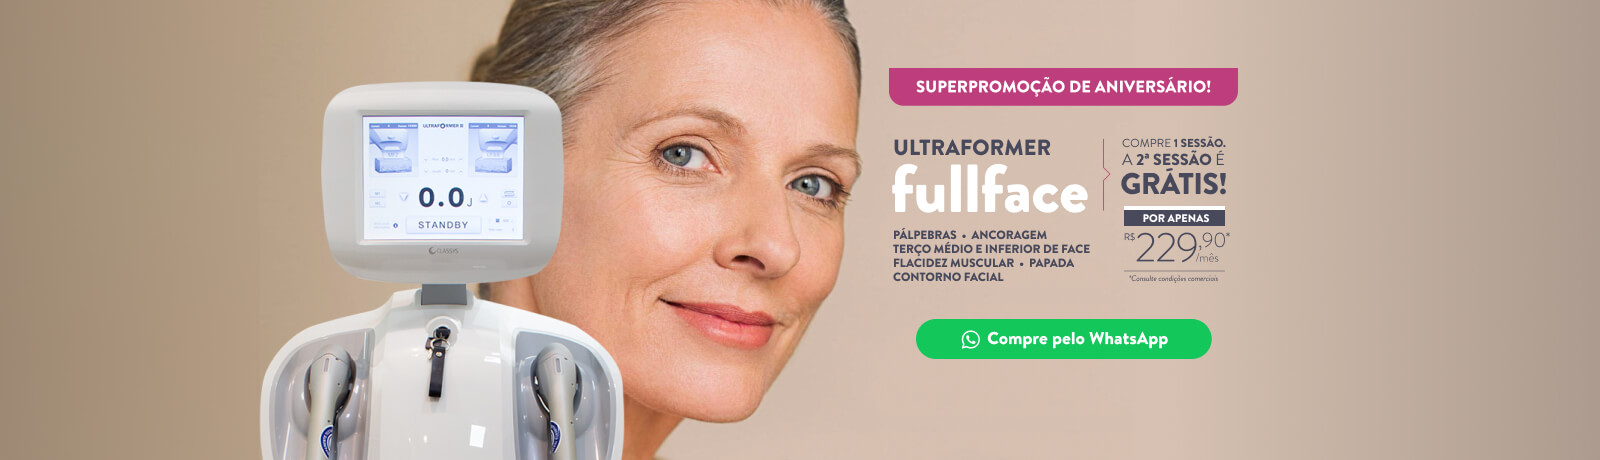 SUPERPROMOÇÃO DE ANIVERSÁRIO!
ULTRAFORMER
fullface
PÁLPEBRAS • ANCORAGEM
TERÇO MÉDIO E INFERIOR DE FACE
FLACIDEZ MUSCULAR • PAPADA
CONTORNO FACIAL
COMPRE 1 SESSÃO.
A 2ª SESSÃO É
GRÁTIS!
POR APENAS
R$ 229,90*
/mês
*Consulte condições comerciais
Compre pelo WhatsApp
ULTRAFORMER III
0.0 J
STANDBY
CLASSYS